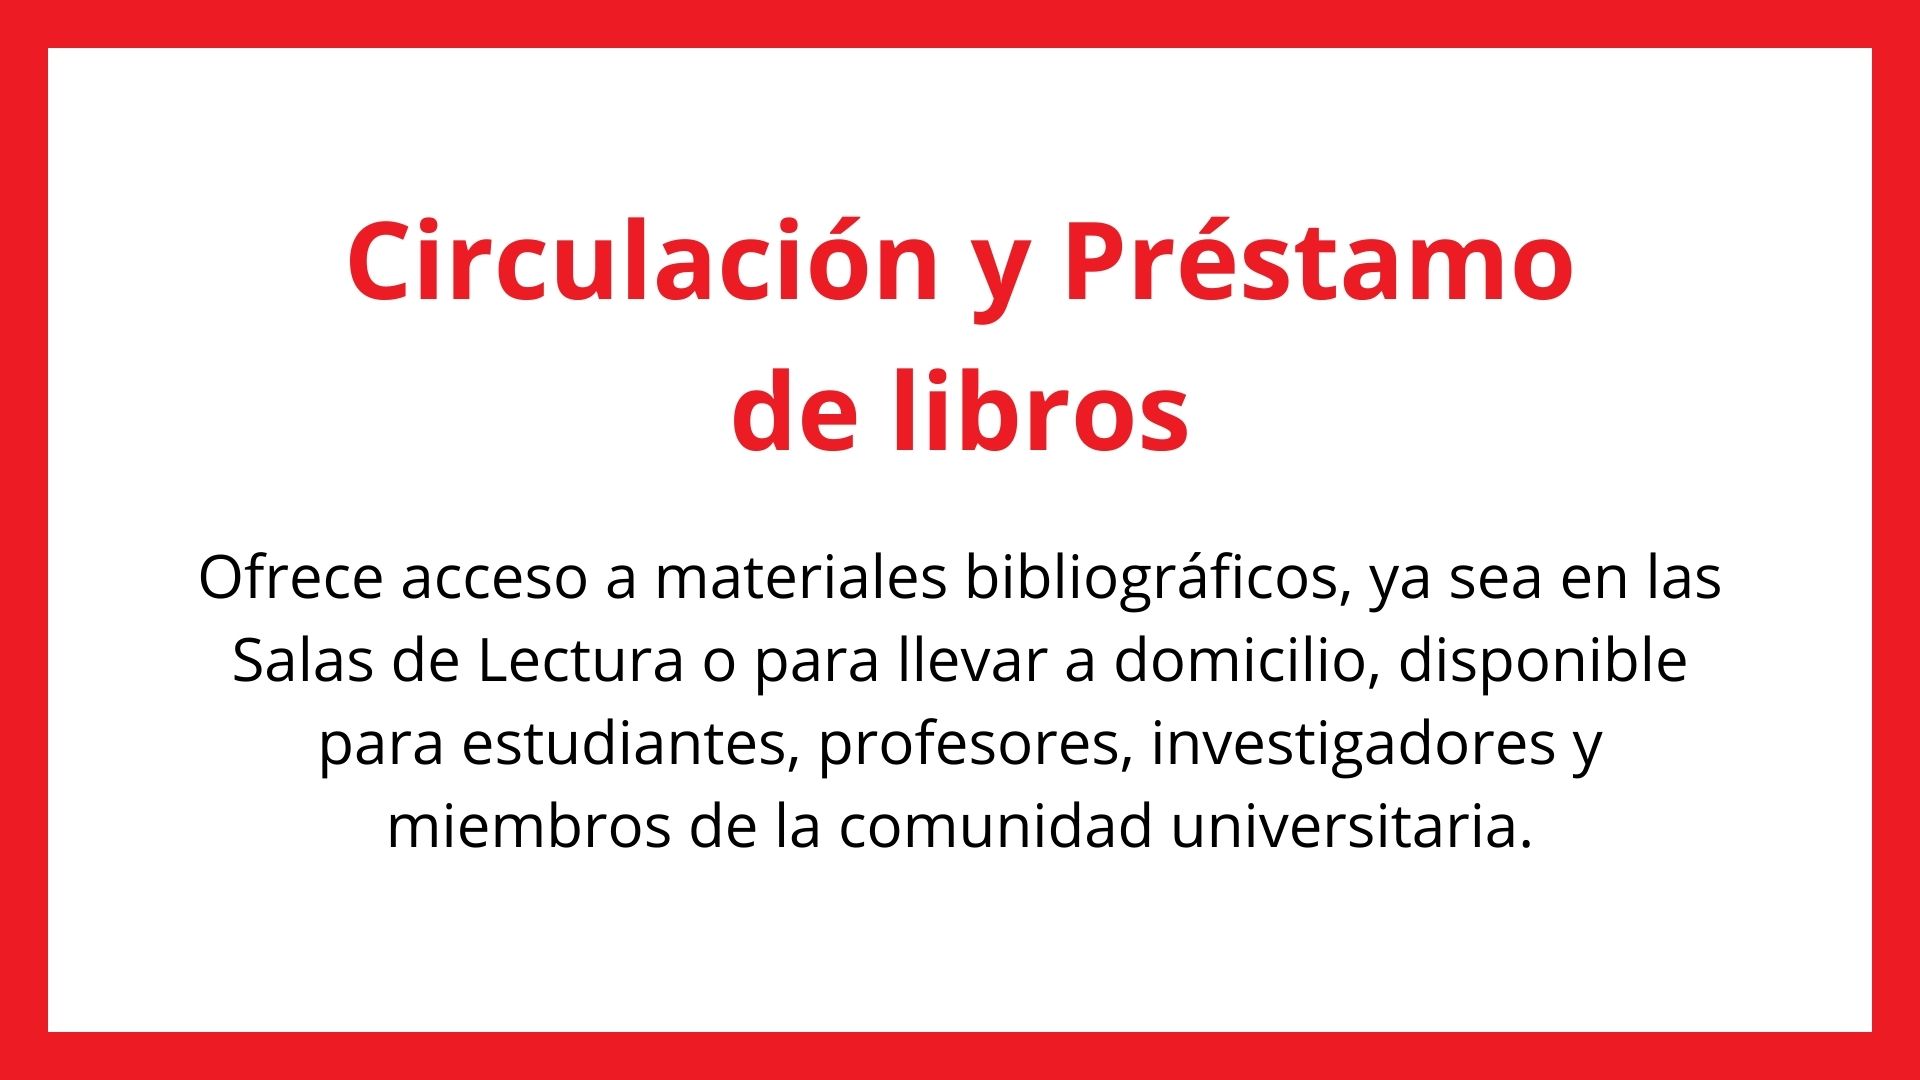 Circulación y Préstamo
de libros
Ofrece acceso a materiales bibliográficos, ya sea en las
Salas de Lectura o para llevar a domicilio, disponible
para estudiantes, profesores, investigadores y
miembros de la comunidad universitaria.